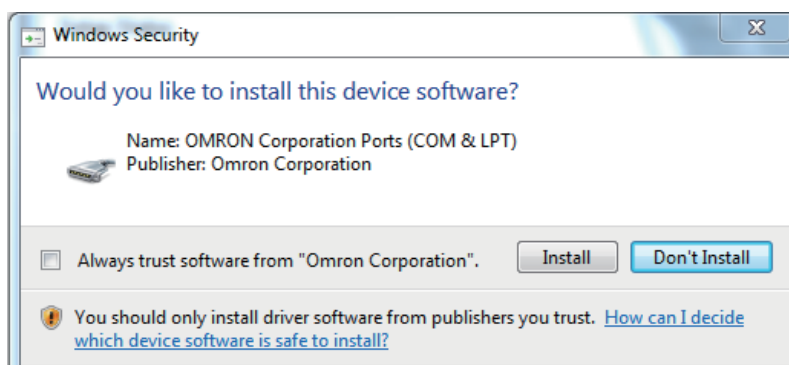 Windows Security
Would you like to install this device software?
Name: OMRON Corporation Ports (COM & LPT)
Publisher: Omron Corporation
Always trust software from "Omron Corporation".
Install
Don't Install
You should only install driver software from publishers you trust. How can I decide
which device software is safe to install?